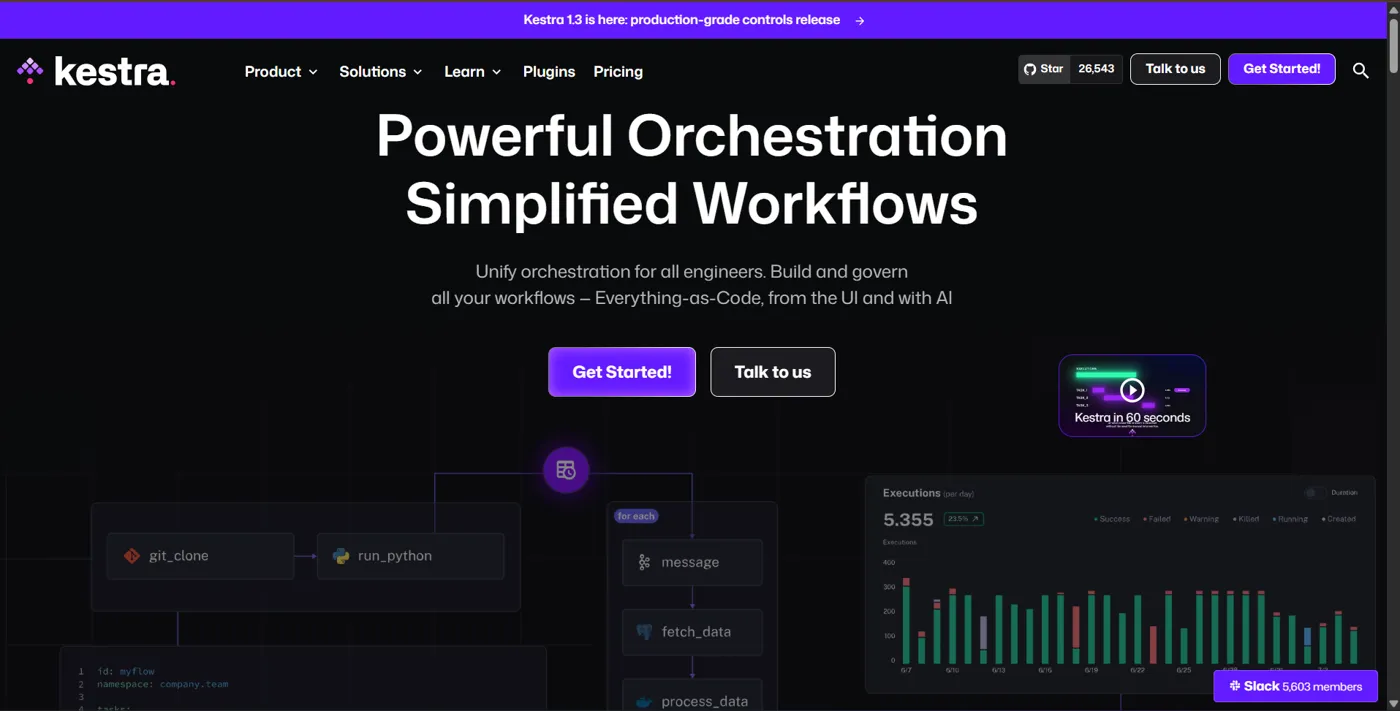 Kestra 1.3 is here: production-grade controls release →
kestra.
Product
Solutions
Learn
Plugins
Pricing
Star 26,543
Talk to us
Get Started!
Powerful Orchestration
Simplified Workflows
Unify orchestration for all engineers. Build and govern
all your workflows — Everything-as-Code, from the UI and with AI
Get Started!
Talk to us
Kestra in 60 seconds
git_clone
run_python
for each
message
fetch_data
process_data
1 id: myflow
2 namespace: company.team
3
4 tasks:
Executions (per day)
Duration
5.355
23.5%
Success Failed Warning Killed Running Created
Executions
400
300
200
100
0
6/7 6/10 6/13 6/16 6/19 6/22 6/25
Slack 5,603 members